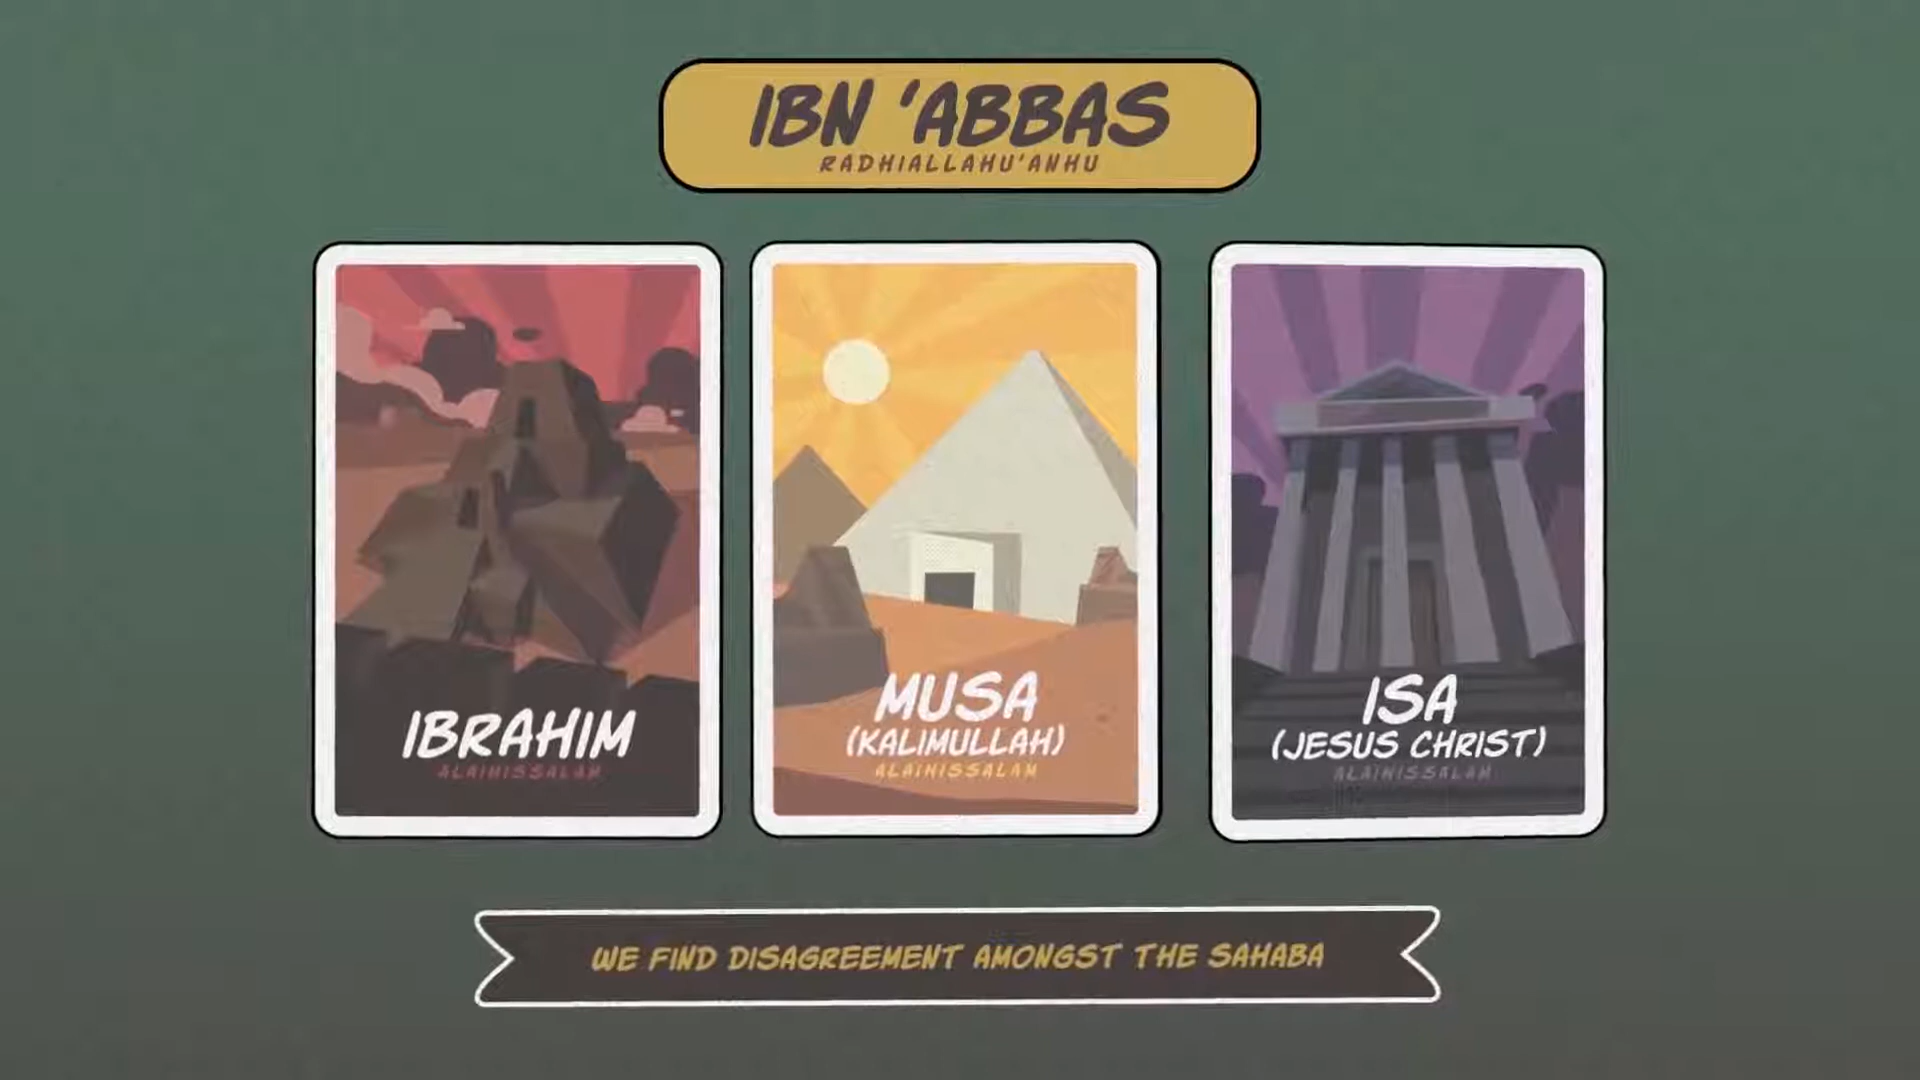 IBN 'ABBAS
RADHIALLAHU'ANHU
IBRAHIM
ALAIHISSALAM
MUSA
(KALIMULLAH)
ALAIHISSALAM
ISA
(JESUS CHRIST)
ALAIHISSALAM
WE FIND DISAGREEMENT AMONGST THE SAHABA